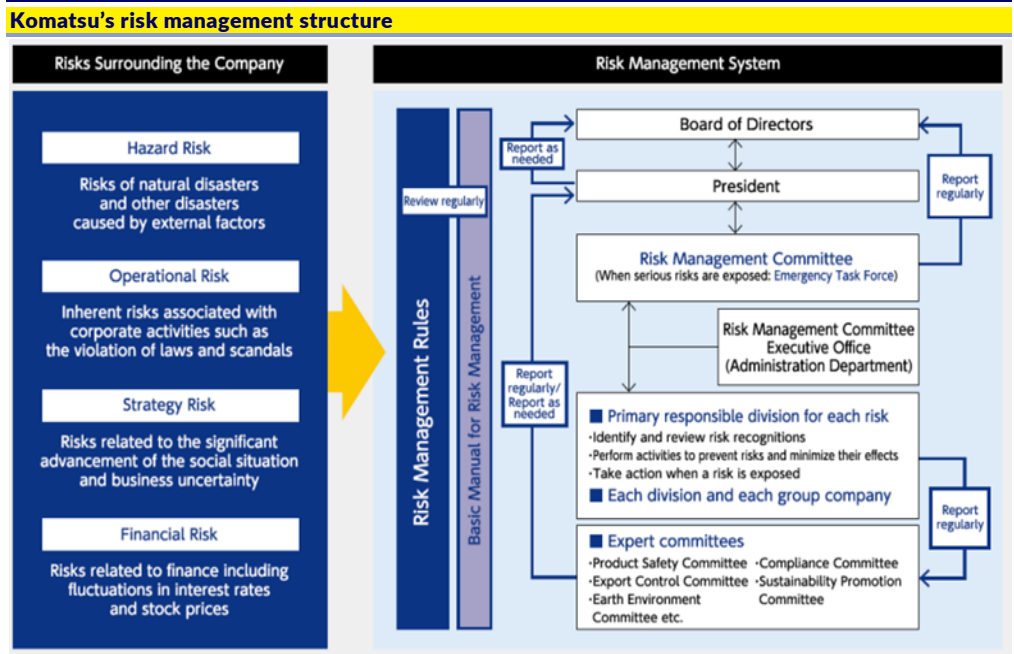 Komatsu’s risk management structure
Risks Surrounding the Company
Hazard Risk
Risks of natural disasters
and other disasters
caused by external factors
Operational Risk
Inherent risks associated with
corporate activities such as
the violation of laws and scandals
Strategy Risk
Risks related to the significant
advancement of the social situation
and business uncertainty
Financial Risk
Risks related to finance including
fluctuations in interest rates
and stock prices
Risk Management System
Risk Management Rules
Basic Manual for Risk Management
Review regularly
Report as
needed
Report
regularly/
Report as
needed
Board of Directors
President
Risk Management Committee
(When serious risks are exposed: Emergency Task Force)
Report
regularly
Risk Management Committee
Executive Office
(Administration Department)
■ Primary responsible division for each risk
·Identify and review risk recognitions
·Perform activities to prevent risks and minimize their effects
·Take action when a risk is exposed
■ Each division and each group company
Report
regularly
■ Expert committees
·Product Safety Committee
·Export Control Committee
·Earth Environment
Committee etc.
·Compliance Committee
·Sustainability Promotion
Committee